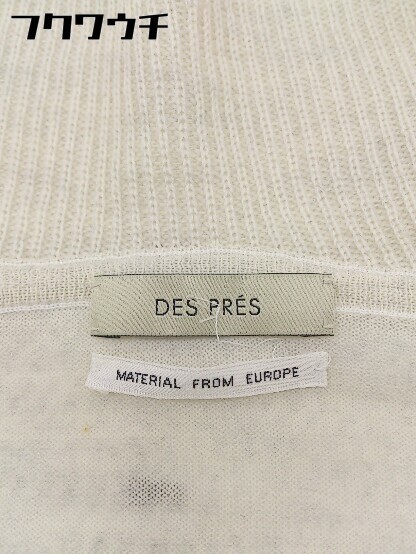 フクワウチ
DES PRÉS
MATERIAL FROM EUROPE